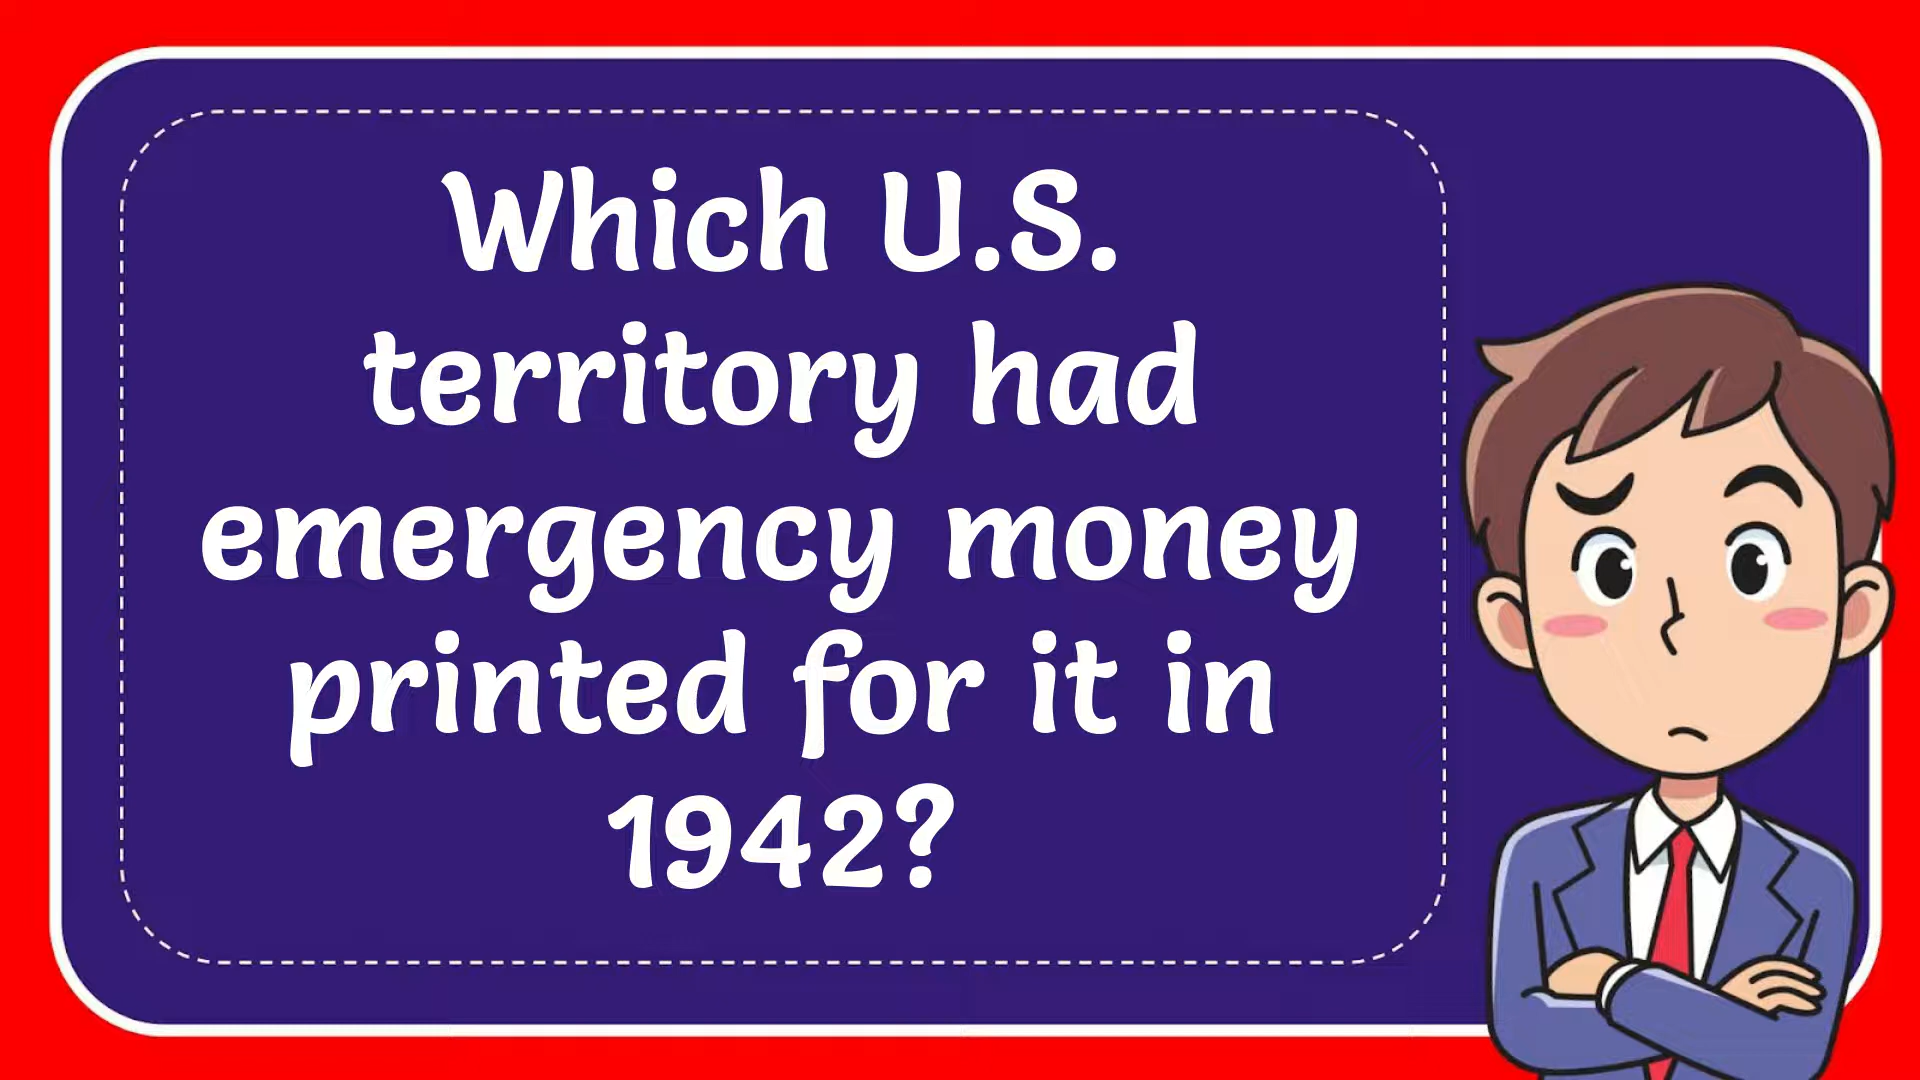 Which U.S.
territory had
emergency money
printed for it in
1942?